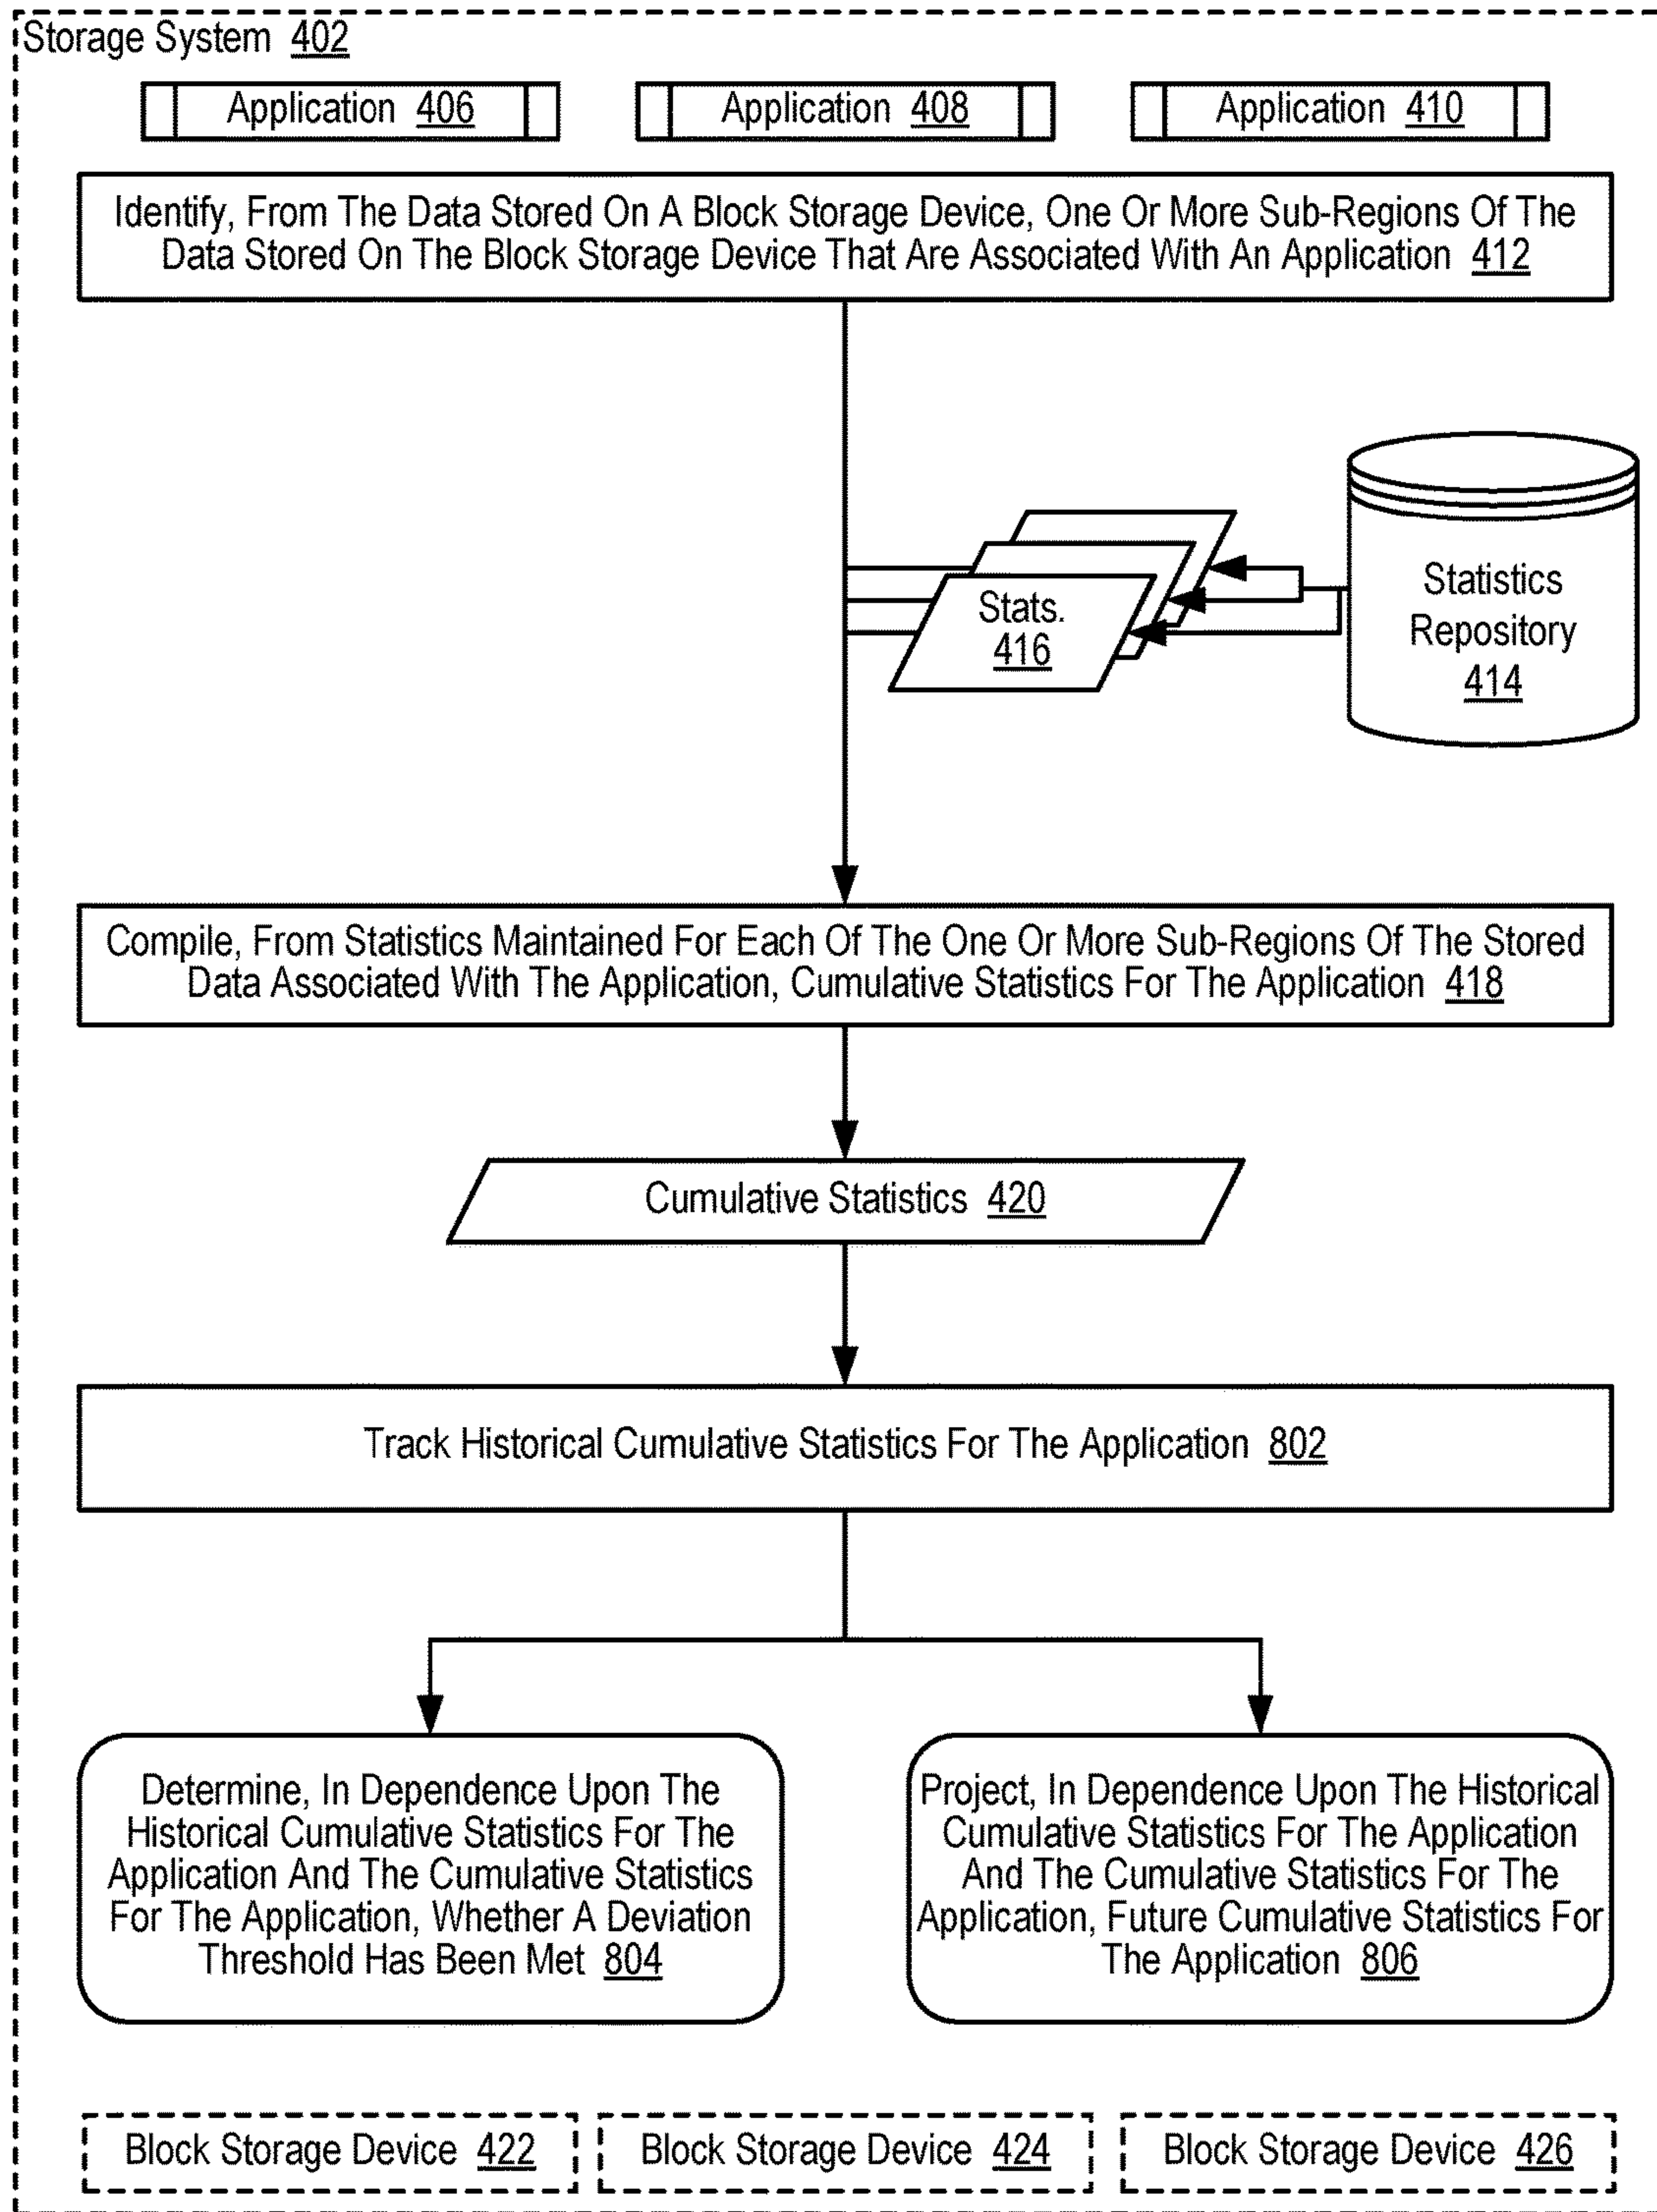 Storage System 402
Application 406
Application 408
Application 410
Identify, From The Data Stored On A Block Storage Device, One Or More Sub-Regions Of The
Data Stored On The Block Storage Device That Are Associated With An Application 412
Stats.
416
Statistics
Repository
414
Compile, From Statistics Maintained For Each Of The One Or More Sub-Regions Of The Stored
Data Associated With The Application, Cumulative Statistics For The Application 418
Cumulative Statistics 420
Track Historical Cumulative Statistics For The Application 802
Determine, In Dependence Upon The
Historical Cumulative Statistics For The
Application And The Cumulative Statistics
For The Application, Whether A Deviation
Threshold Has Been Met 804
Project, In Dependence Upon The Historical
Cumulative Statistics For The Application
And The Cumulative Statistics For The
Application, Future Cumulative Statistics For
The Application 806
Block Storage Device 422
Block Storage Device 424
Block Storage Device 426